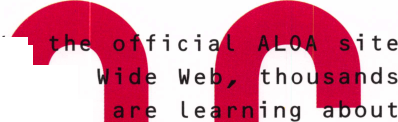 the official ALOA site
Wide Web, thousands
are learning about